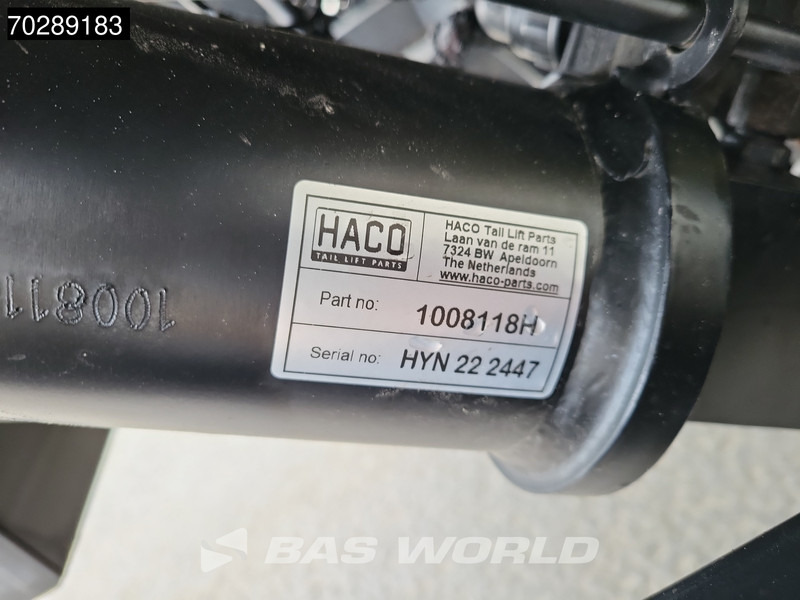 70289183
HACO
TAIL LIFT PARTS
HACO Tail Lift Parts
Laan van de ram 11
7324 BW Apeldoorn
The Netherlands
www.haco-parts.com
Part no: 1008118H
Serial no: HYN 22 2447
100811
BAS WORLD